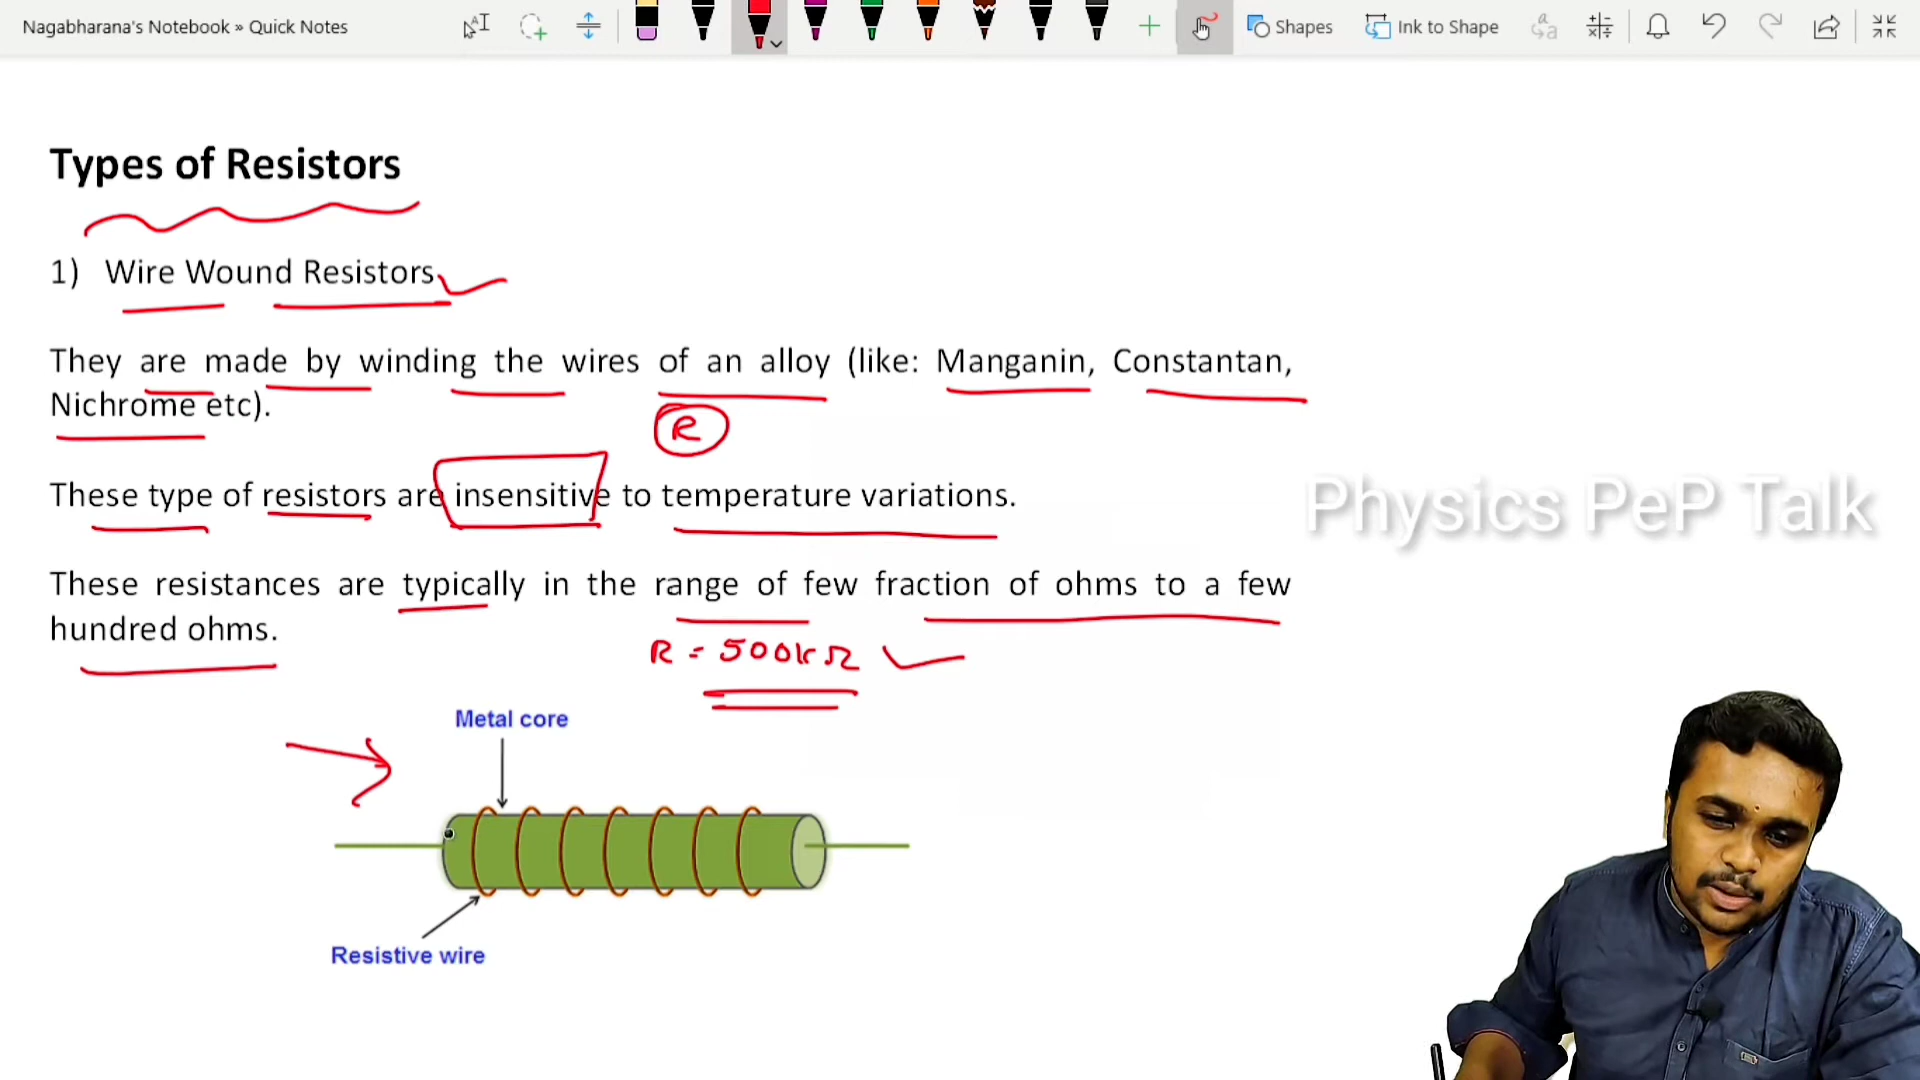 Nagabharana's Notebook » Quick Notes
Shapes
Ink to Shape
Types of Resistors
1) Wire Wound Resistors
They are made by winding the wires of an alloy (like: Manganin, Constantan,
Nichrome etc).
R
These type of resistors are insensitive to temperature variations.
Physics PeP Talk
These resistances are typically in the range of few fraction of ohms to a few
hundred ohms.
R = 500kΩ
Metal core
Resistive wire